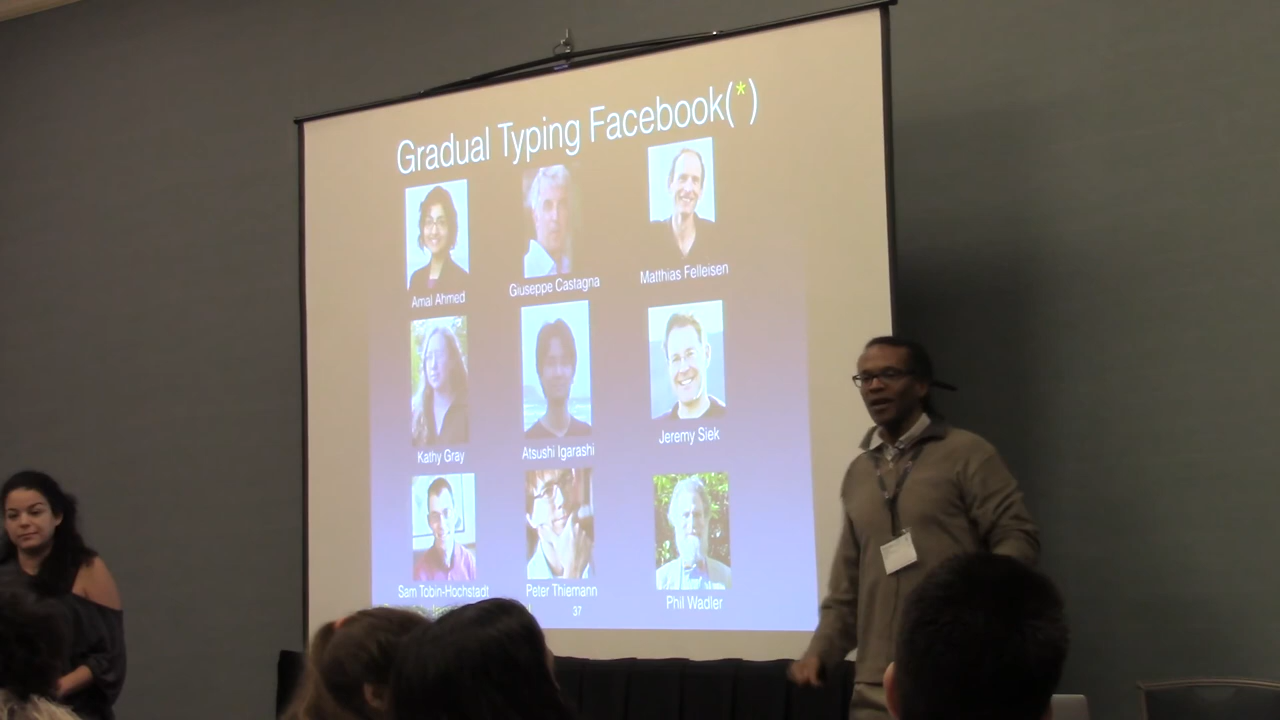 Gradual Typing Facebook(*)
Amal Ahmed
Giuseppe Castagna
Matthias Felleisen
Kathy Gray
Atsushi Igarashi
Jeremy Siek
Sam Tobin-Hochstadt
Peter Thiemann
Phil Wadler
37